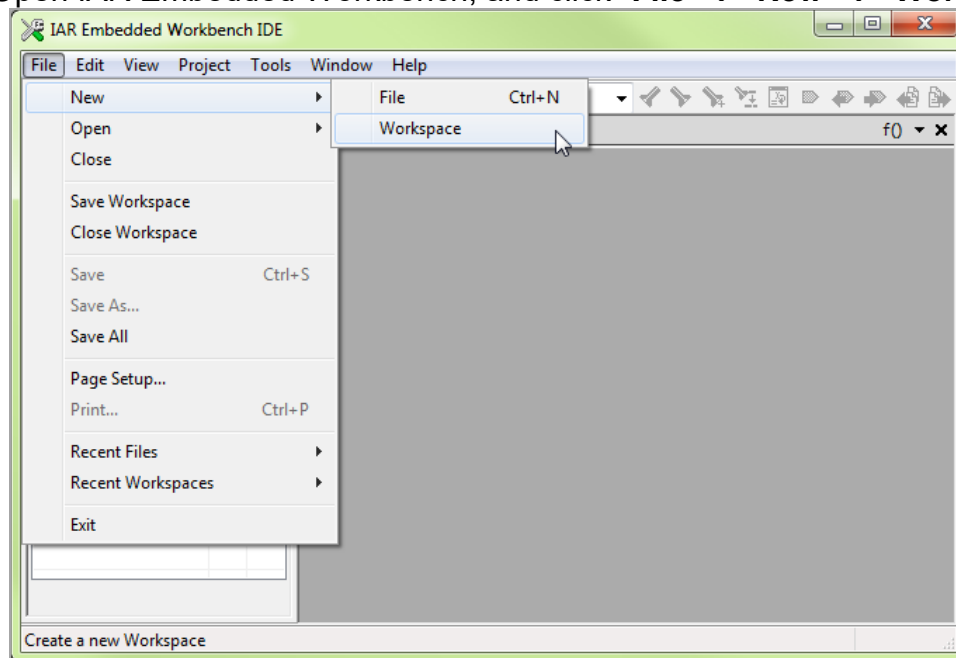 IAR Embedded Workbench IDE
File Edit View Project Tools Window Help
New File Ctrl+N
Open Workspace f()
Close
Save Workspace
Close Workspace
Save Ctrl+S
Save As...
Save All
Page Setup...
Print... Ctrl+P
Recent Files
Recent Workspaces
Exit
Create a new Workspace